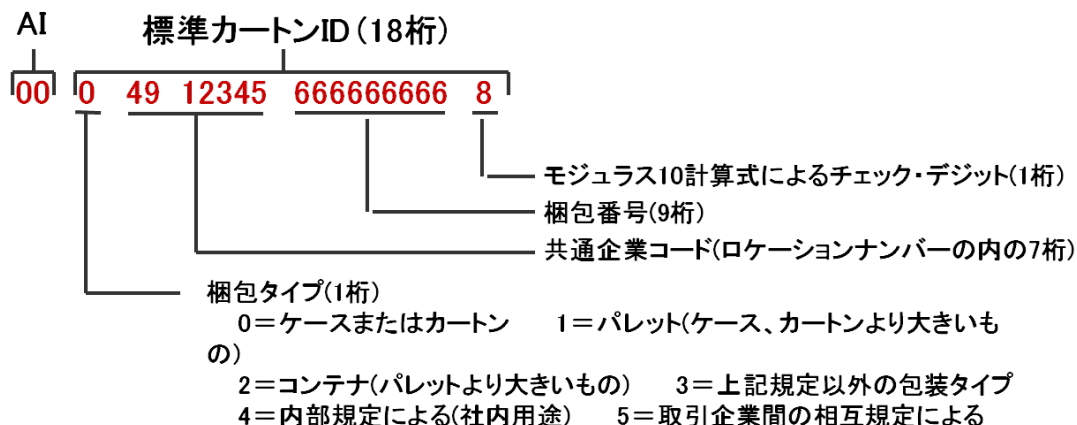 AI 標準カートンID(18桁)
00 0 49 12345 666666666 8
モジュラス10計算式によるチェック・デジット(1桁)
梱包番号(9桁)
共通企業コード(ロケーションナンバーの内の7桁)
梱包タイプ(1桁)
0=ケースまたはカートン 1=パレット(ケース、カートンより大きいも
の)
2=コンテナ(パレットより大きいもの) 3=上記規定以外の包装タイプ
4=内部規定による(社内用途) 5=取引企業間の相互規定による